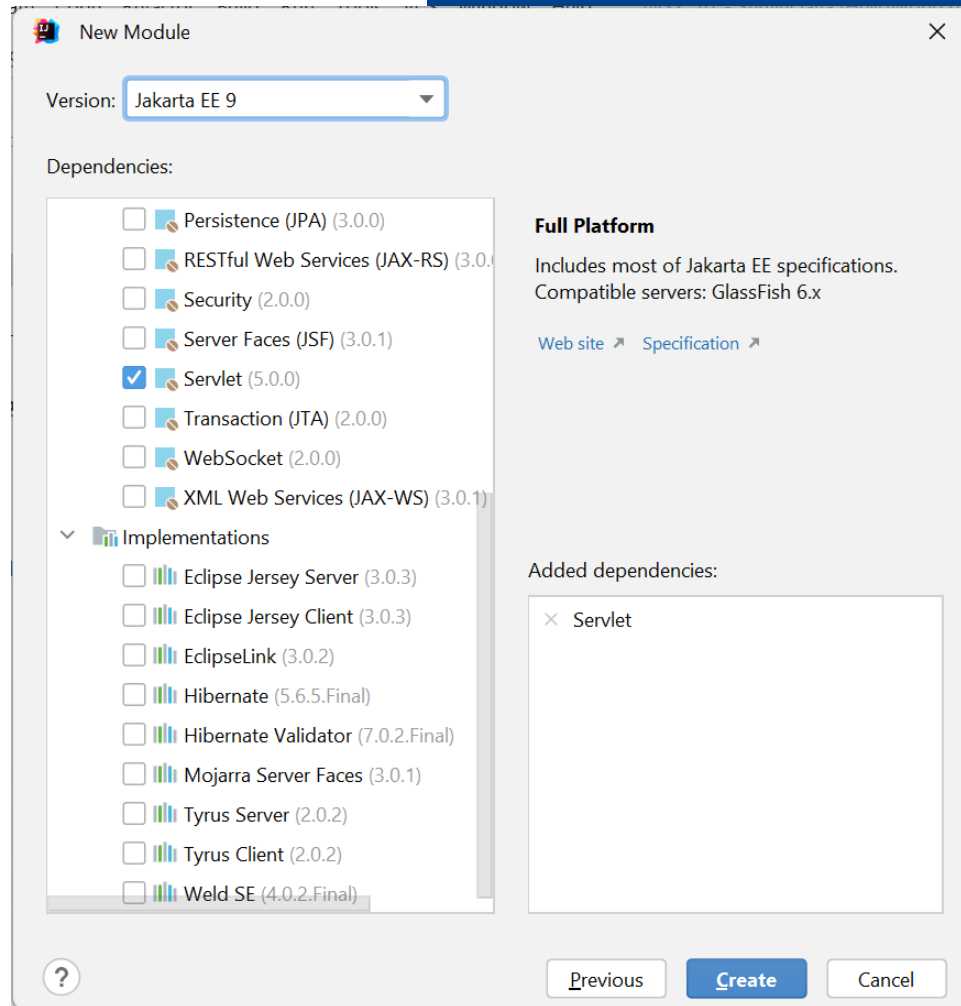 New Module
Version: Jakarta EE 9
Dependencies:
Persistence (JPA) (3.0.0)
RESTful Web Services (JAX-RS) (3.0.
Security (2.0.0)
Server Faces (JSF) (3.0.1)
Servlet (5.0.0)
Transaction (JTA) (2.0.0)
WebSocket (2.0.0)
XML Web Services (JAX-WS) (3.0.1)
Implementations
Eclipse Jersey Server (3.0.3)
Eclipse Jersey Client (3.0.3)
EclipseLink (3.0.2)
Hibernate (5.6.5.Final)
Hibernate Validator (7.0.2.Final)
Mojarra Server Faces (3.0.1)
Tyrus Server (2.0.2)
Tyrus Client (2.0.2)
Weld SE (4.0.2.Final)
Full Platform
Includes most of Jakarta EE specifications.
Compatible servers: GlassFish 6.x
Web site Specification
Added dependencies:
Servlet
? Previous Create Cancel